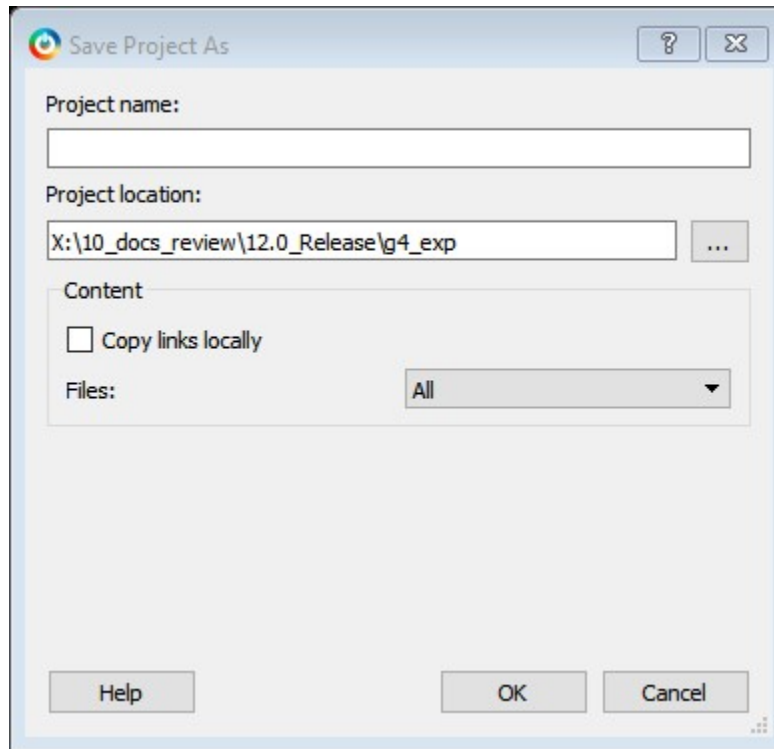 Save Project As
Project name:
Project location:
X:\10_docs_review\12.0_Release\g4_exp
...
Content
Copy links locally
Files:
All
Help
OK
Cancel